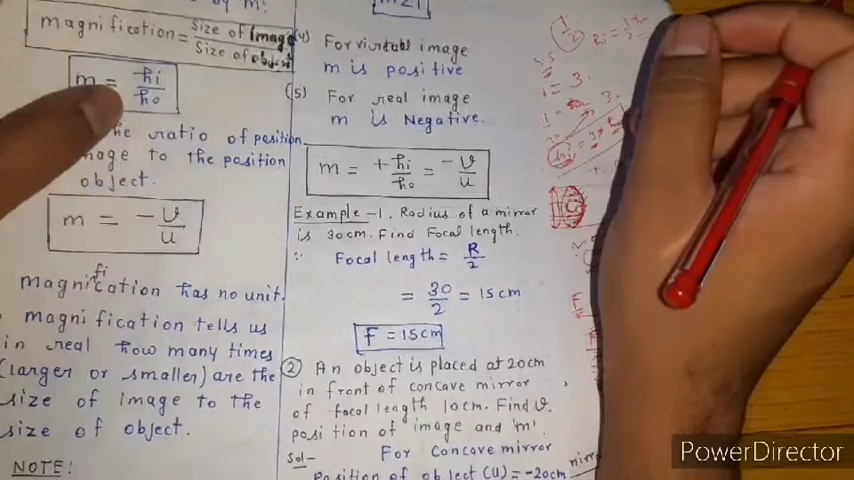 by m:
magnification = Size of Image
Size of object
m = hi
ho
the ratio of position
image to the position
object.
m = -v
u
magnification has no unit.
magnification tells us
in real how many times
(larger or smaller) are the
size of image to the
size of object.
NOTE:
(4) For virtual image
m is positive
(5) For real image
m is Negative.
m = +hi/ho = -v/u
Example-1. Radius of a mirror
is 30cm. Find Focal length.
∵ Focal length = R/2
= 30/2 = 15cm
F = 15cm
② An object is placed at 20cm
in front of concave mirror
of focal length 10cm. Find v.
position of image and 'm'.
Sol- For Concave mirror
Position of object (u) = -20cm
PowerDirector